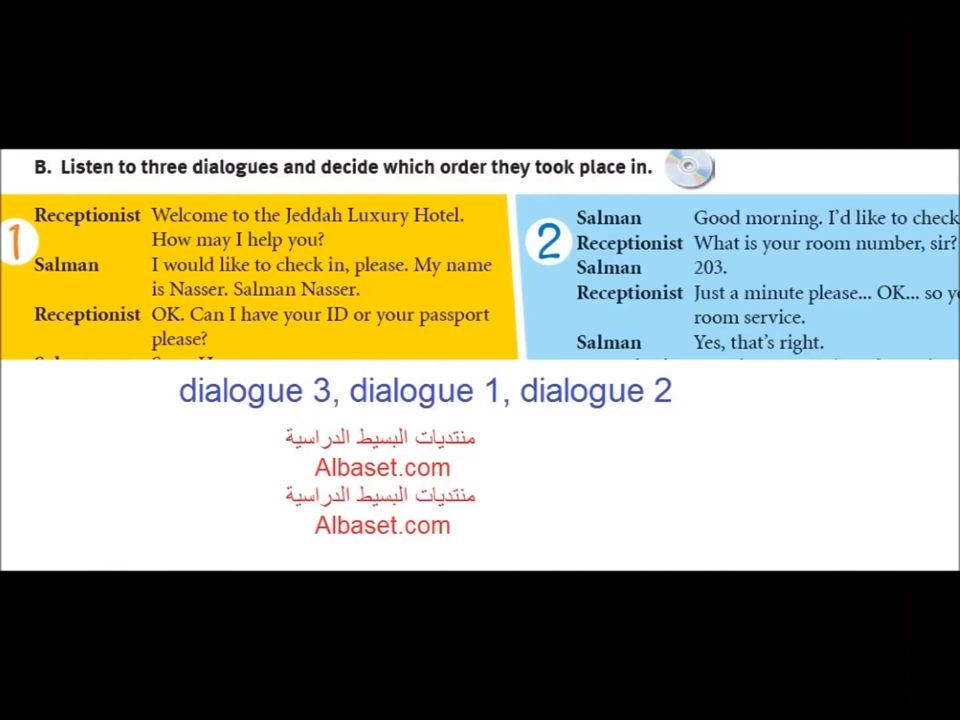 B. Listen to three dialogues and decide which order they took place in.
1
Receptionist Welcome to the Jeddah Luxury Hotel.
How may I help you?
Salman I would like to check in, please. My name
is Nasser. Salman Nasser.
Receptionist OK. Can I have your ID or your passport
please?
2
Salman Good morning. I'd like to check
Receptionist What is your room number, sir?
Salman 203.
Receptionist Just a minute please... OK... so
room service.
Salman Yes, that's right.
dialogue 3, dialogue 1, dialogue 2
منتديات البسيط الدراسية
Albaset.com
منتديات البسيط الدراسية
Albaset.com